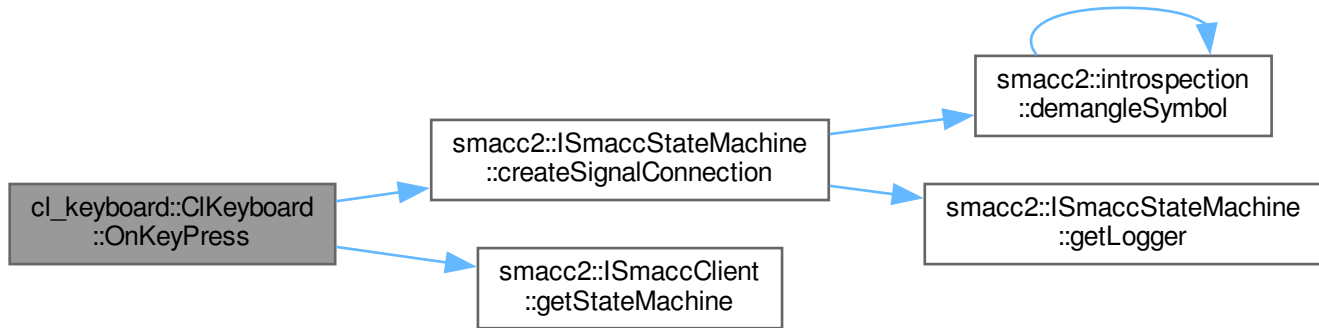 cl_keyboard::ClKeyboard
::OnKeyPress
smacc2::ISmaccStateMachine
::createSignalConnection
smacc2::introspection
::demangleSymbol
smacc2::ISmaccStateMachine
::getLogger
smacc2::ISmaccClient
::getStateMachine